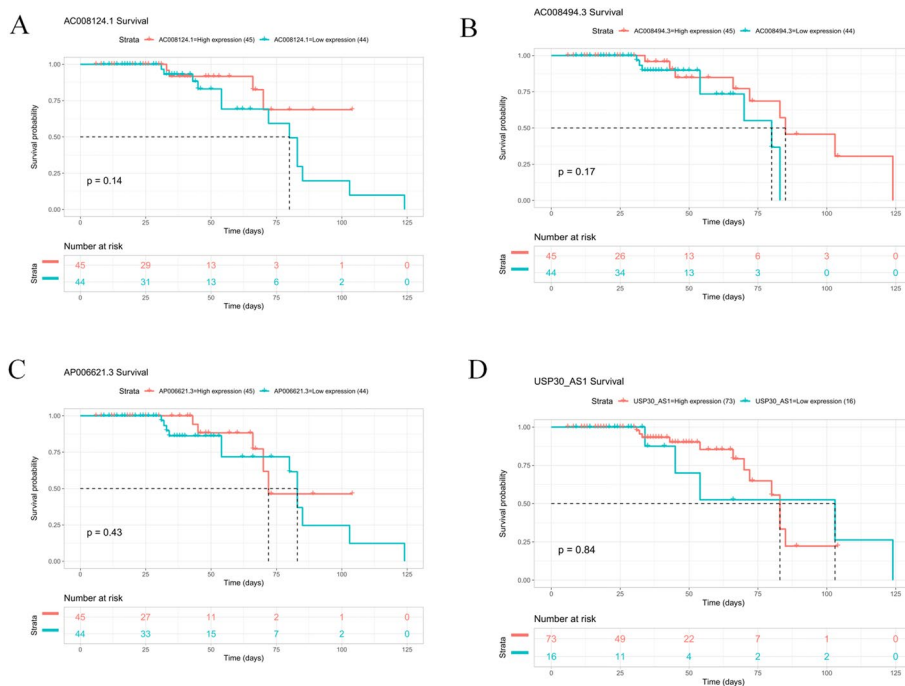 A
AC008124.1 Survival
Strata AC008124.1=High expression (45) AC008124.1=Low expression (44)
Survival probability
1.00
0.75
0.50
0.25
0.00
p = 0.14
0 25 50 75 100 125
Time (days)
Number at risk
Strata
45 29 13 3 1 0
44 31 13 6 2 0
0 25 50 75 100 125
Time (days)
B
AC008494.3 Survival
Strata AC008494.3=High expression (45) AC008494.3=Low expression (44)
Survival probability
1.00
0.75
0.50
0.25
0.00
p = 0.17
0 25 50 75 100 125
Time (days)
Number at risk
Strata
45 26 13 6 3 0
44 34 13 3 0 0
0 25 50 75 100 125
Time (days)
C
AP006621.3 Survival
Strata AP006621.3=High expression (45) AP006621.3=Low expression (44)
Survival probability
1.00
0.75
0.50
0.25
0.00
p = 0.43
0 25 50 75 100 125
Time (days)
Number at risk
Strata
45 27 11 2 1 0
44 33 15 7 2 0
0 25 50 75 100 125
Time (days)
D
USP30_AS1 Survival
Strata USP30_AS1=High expression (73) USP30_AS1=Low expression (16)
Survival probability
1.00
0.75
0.50
0.25
0.00
p = 0.84
0 25 50 75 100 125
Time (days)
Number at risk
Strata
73 49 22 7 1 0
16 11 4 2 2 0
0 25 50 75 100 125
Time (days)